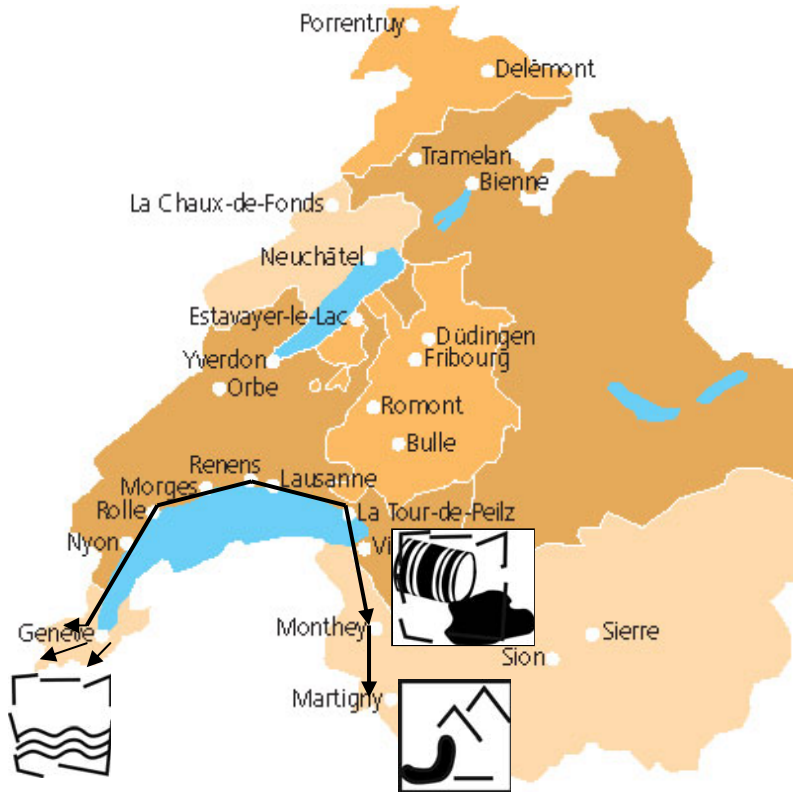 Porrentruy
Delémont
Tramelan
Bienne
La Chaux-de-Fonds
Neuchâtel
Estavayer-le-Lac
Düdingen
Yverdon
Fribourg
Orbe
Romont
Bulle
Renens
Lausanne
Morges
Rolle
La Tour-de-Peilz
Nyon
Vi
Genève
Monthey
Sierre
Sion
Martigny